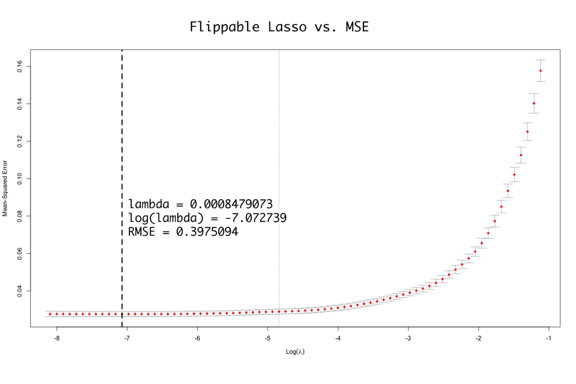 Flippable Lasso vs. MSE
Mean-Squared Error
0.16
0.14
0.12
0.10
0.08
0.06
0.04
lambda = 0.0008479073
log(lambda) = -7.072739
RMSE = 0.3975094
-8 -7 -6 -5 -4 -3 -2 -1
Log(λ)